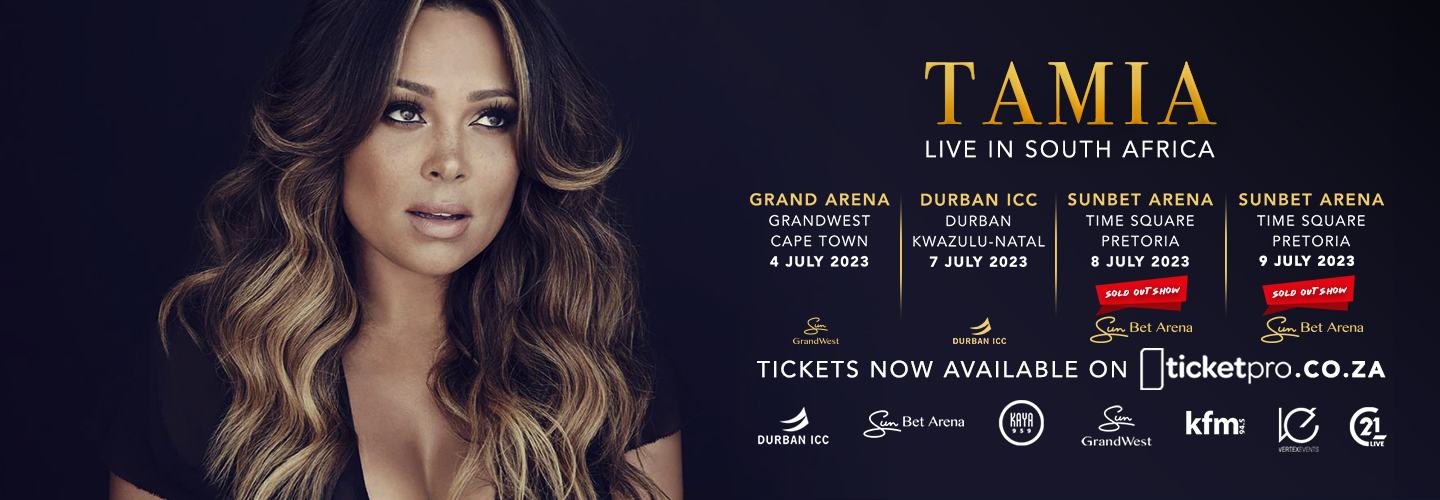 TAMIA
LIVE IN SOUTH AFRICA
GRAND ARENA
GRANDWEST
CAPE TOWN
4 JULY 2023
Sun
GrandWest
DURBAN ICC
DURBAN
KWAZULU-NATAL
7 JULY 2023
DURBAN ICC
SUNBET ARENA
TIME SQUARE
PRETORIA
8 JULY 2023
SOLD OUT SHOW
Sun Bet Arena
SUNBET ARENA
TIME SQUARE
PRETORIA
9 JULY 2023
SOLD OUT SHOW
Sun Bet Arena
TICKETS NOW AVAILABLE ON ticketpro.CO.ZA
DURBAN ICC
Sun Bet Arena
KAYA
959
Sun
GrandWest
kfm 94.5
VERTEXEVENTS
C21
LIVE